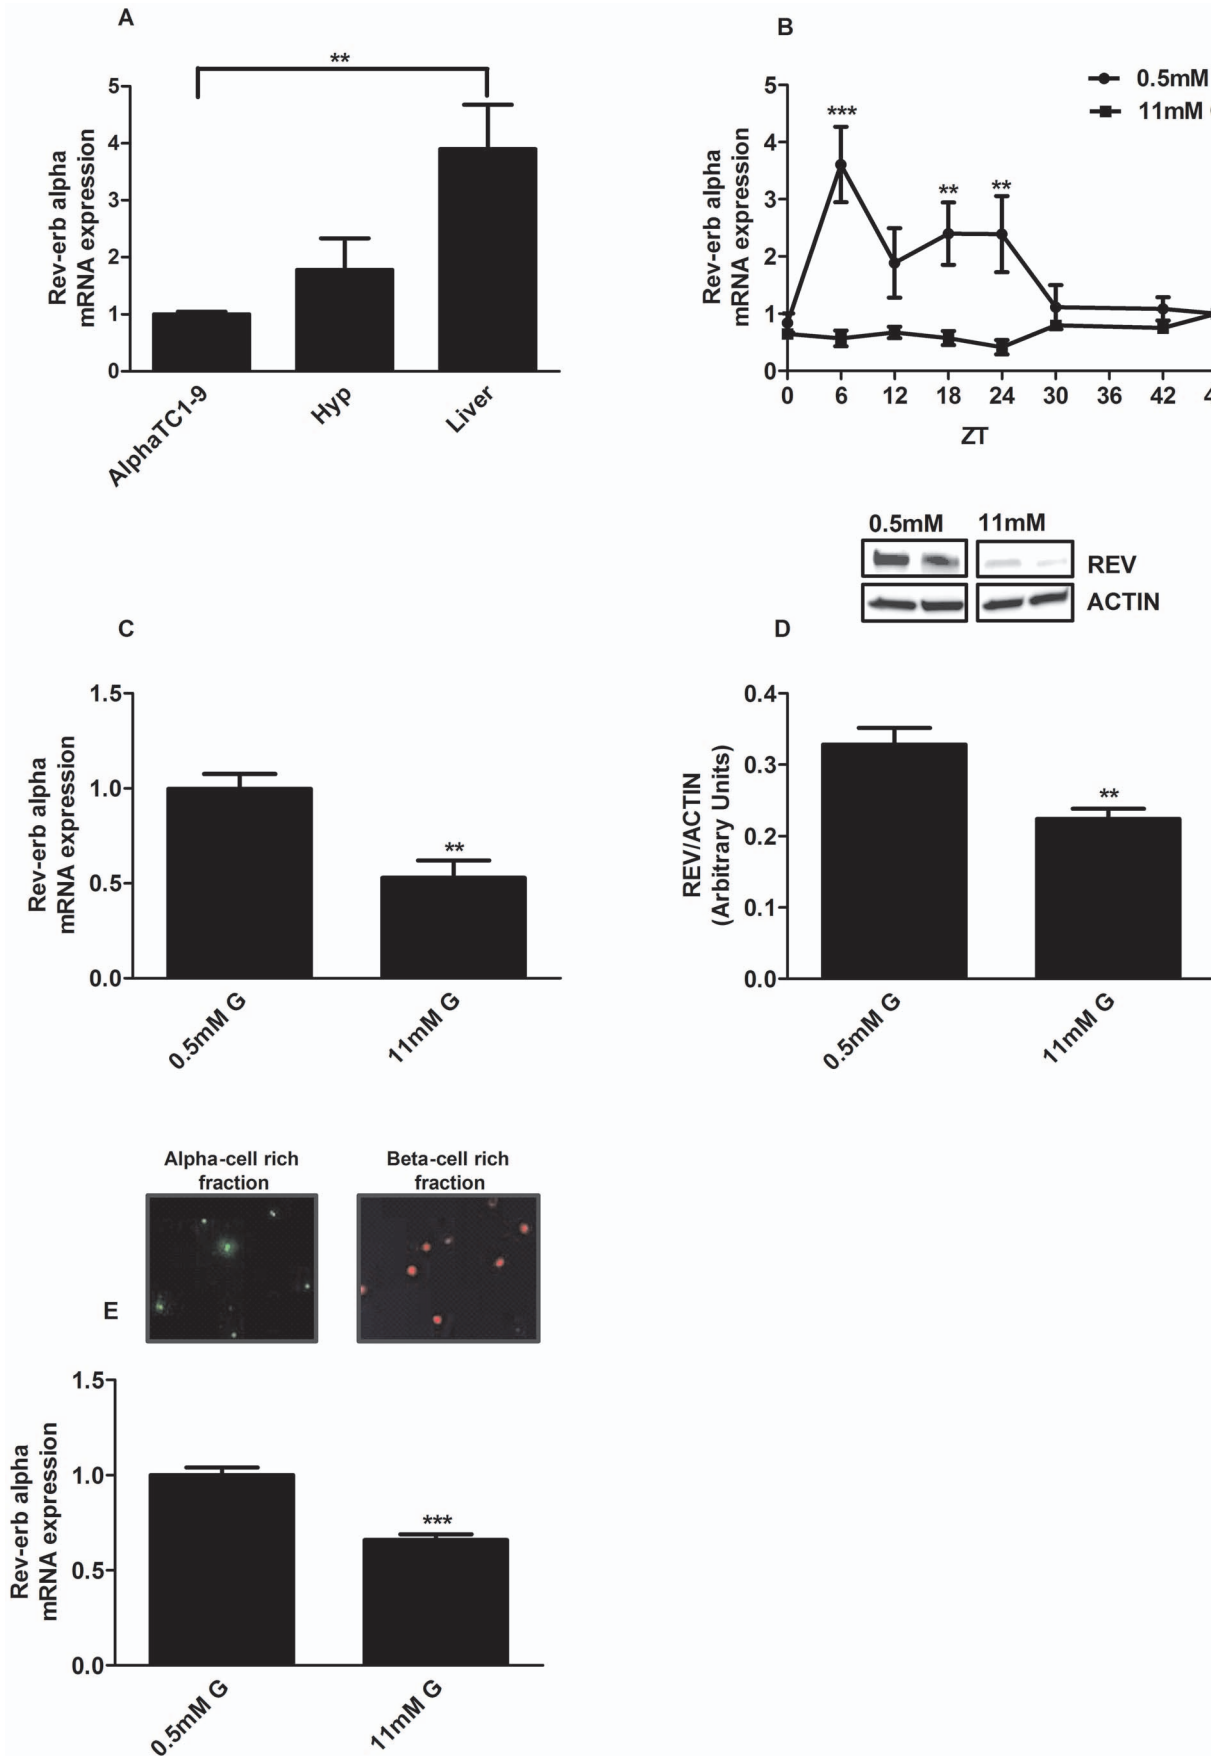 A
**
Rev-erb alpha
mRNA expression
5
4
3
2
1
0
AlphaTC1-9
Hyp
Liver
B
0.5mM
11mM
***
**
**
Rev-erb alpha
mRNA expression
5
4
3
2
1
0
0 6 12 18 24 30 36 42
ZT
C
Rev-erb alpha
mRNA expression
1.5
1.0
0.5
0.0
**
0.5mM G
11mM G
0.5mM 11mM
REV
ACTIN
D
REV/ACTIN
(Arbitrary Units)
0.4
0.3
0.2
0.1
0.0
**
0.5mM G
11mM G
Alpha-cell rich
fraction
Beta-cell rich
fraction
E
Rev-erb alpha
mRNA expression
1.5
1.0
0.5
0.0
***
0.5mM G
11mM G